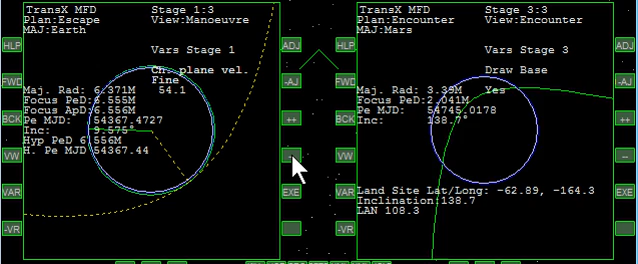 TransX MFD Stage 1:3
Plan:Escape View:Manoeuvre
MAJ:Earth
Vars Stage 1
Ch. plane vel.
Fine
Maj. Rad: 6.371M 54.1
Focus PeD:6.555M
Focus ApD:6.556M
Pe MJD: 54367.4727
Inc: 9.575°
Hyp PeD 6.556M
H. Pe MJD 54367.44
HLP
FWD
BCK
VW
VAR
-VR
ADJ
-AJ
++
EXE
TransX MFD Stage 3:3
Plan:Encounter View:Encounter
MAJ:Mars
Vars Stage 3
Draw Base
Maj. Rad: 3.39M Yes
Focus PeD:2.041M
Pe MJD: 54745.0178
Inc: 138.7°
Land Site Lat/Long: -62.89, -164.3
Inclination:138.7
LAN 108.3
HLP
FWD
BCK
VW
VAR
-VR
ADJ
-AJ
++
--
EXE